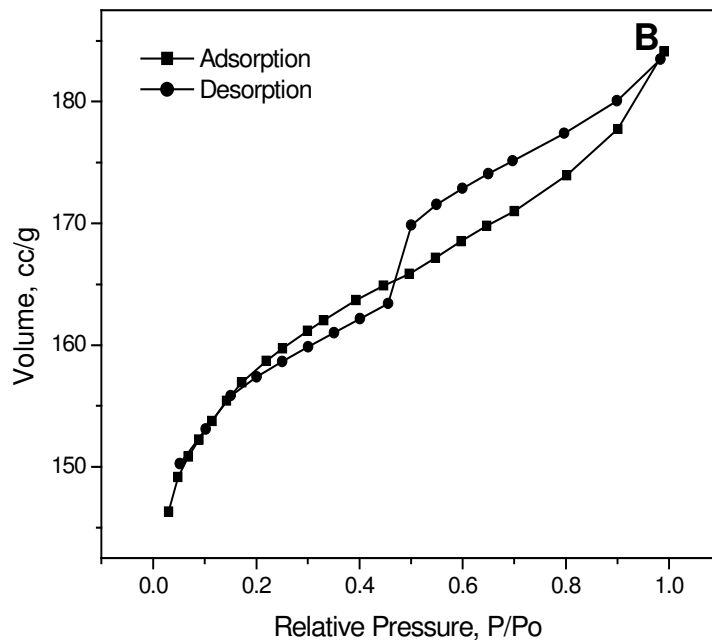 B
Adsorption
Desorption
180
170
160
150
Volume, cc/g
0.0 0.2 0.4 0.6 0.8 1.0
Relative Pressure, P/Po